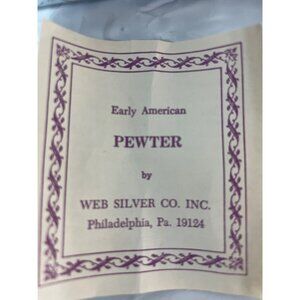 Early American
PEWTER
by
WEB SILVER CO. INC.
Philadelphia, Pa. 19124